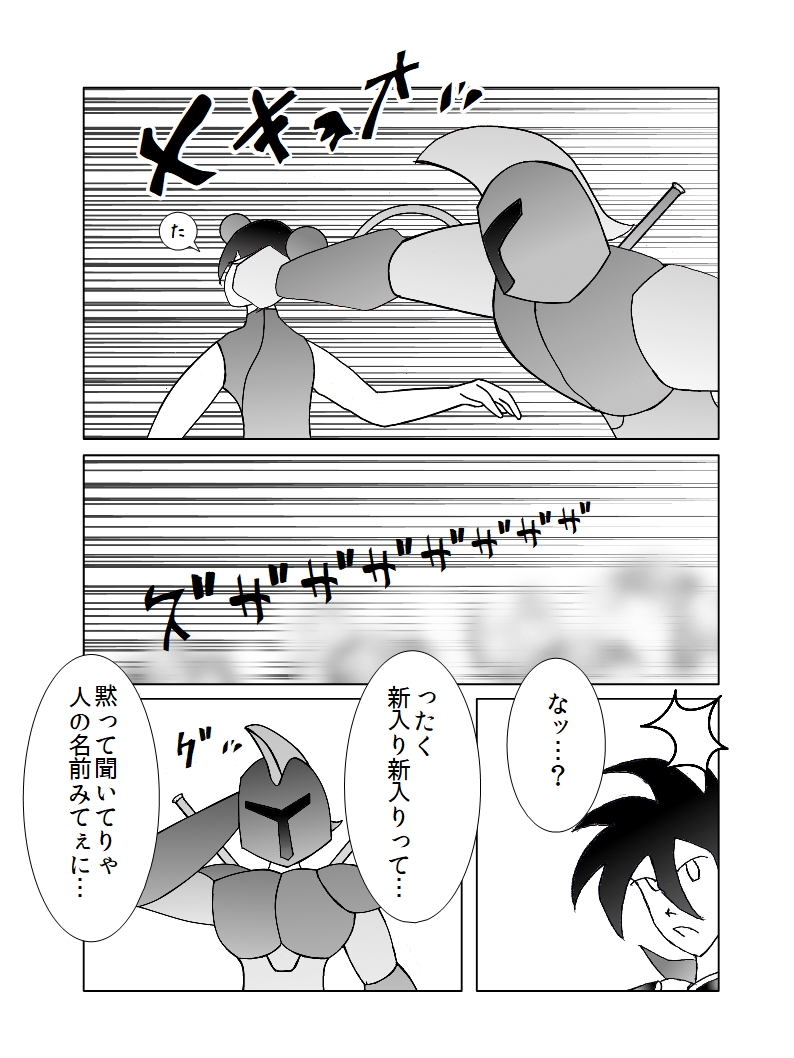 メキョオッ
た
ズザザザザザザザ
なッ…？
ったく
新入り新入りって…
グッ
黙って聞いてりゃ
人の名前みてぇに…